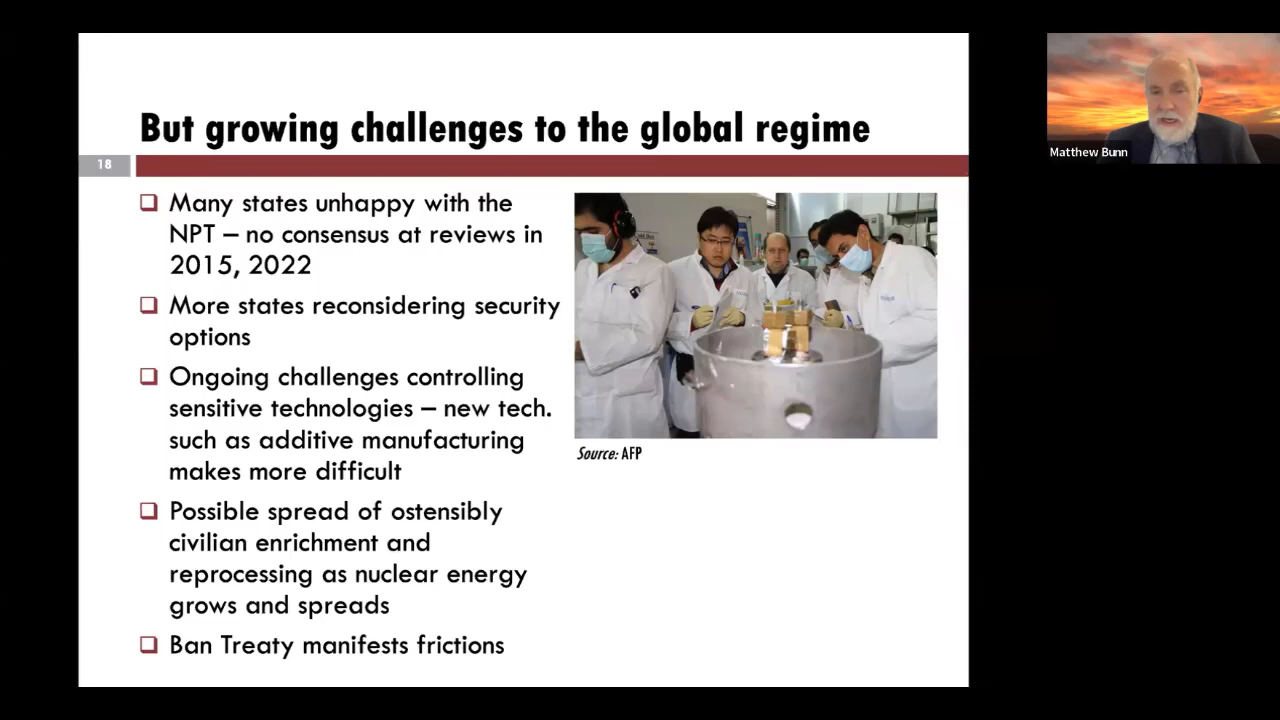 But growing challenges to the global regime
18
Many states unhappy with the
NPT – no consensus at reviews in
2015, 2022
More states reconsidering security
options
Ongoing challenges controlling
sensitive technologies – new tech.
such as additive manufacturing
makes more difficult
Possible spread of ostensibly
civilian enrichment and
reprocessing as nuclear energy
grows and spreads
Ban Treaty manifests frictions
Source: AFP
Matthew Bunn